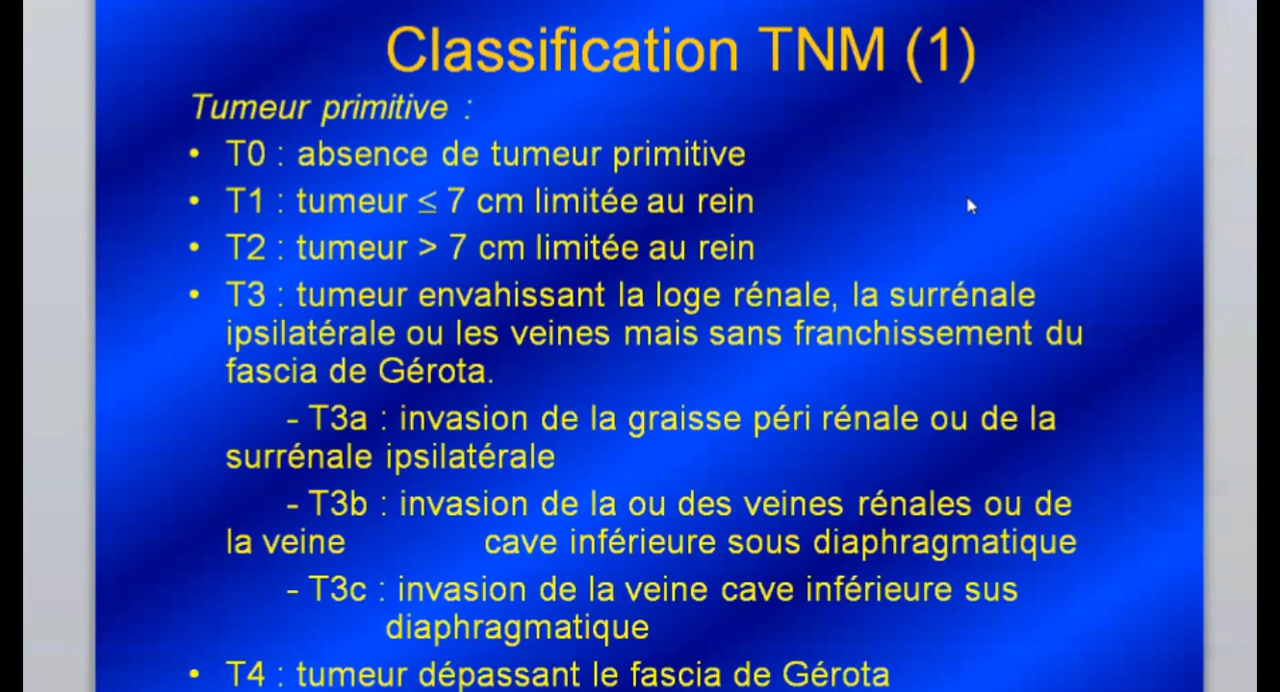 Classification TNM (1)
Tumeur primitive :
• T0 : absence de tumeur primitive
• T1 : tumeur ≤ 7 cm limitée au rein
• T2 : tumeur > 7 cm limitée au rein
• T3 : tumeur envahissant la loge rénale, la surrénale
ipsilatérale ou les veines mais sans franchissement du
fascia de Gérota.
- T3a : invasion de la graisse péri rénale ou de la
surrénale ipsilatérale
- T3b : invasion de la ou des veines rénales ou de
la veine cave inférieure sous diaphragmatique
- T3c : invasion de la veine cave inférieure sus
diaphragmatique
• T4 : tumeur dépassant le fascia de Gérota